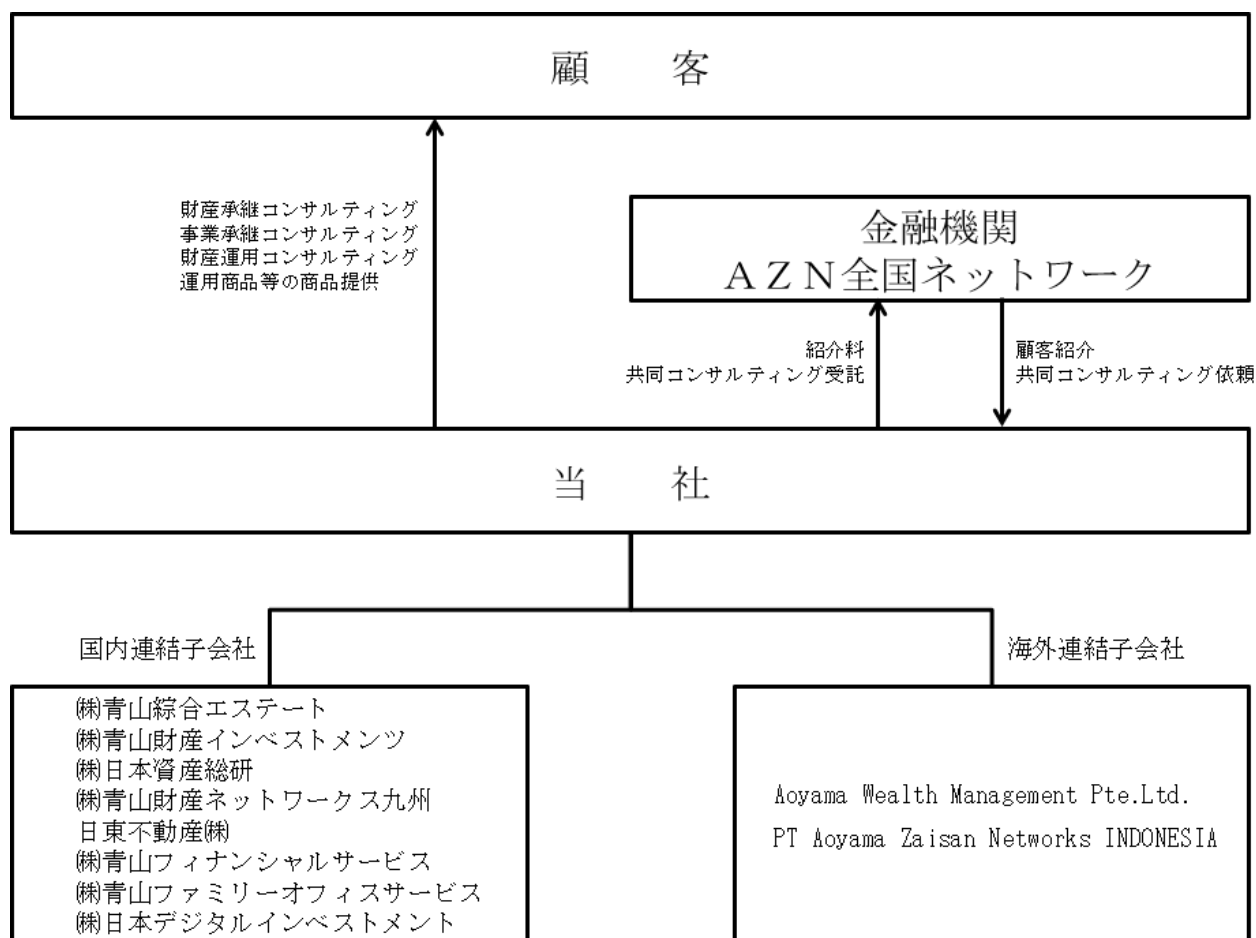 顧　　客
財産承継コンサルティング
事業承継コンサルティング
財産運用コンサルティング
運用商品等の商品提供
金融機関
ＡＺＮ全国ネットワーク
紹介料
共同コンサルティング受託
顧客紹介
共同コンサルティング依頼
当　　社
国内連結子会社
海外連結子会社
㈱青山綜合エステート
㈱青山財産インベストメンツ
㈱日本資産総研
㈱青山財産ネットワークス九州
日東不動産㈱
㈱青山フィナンシャルサービス
㈱青山ファミリーオフィスサービス
㈱日本デジタルインベストメント
Aoyama Wealth Management Pte.Ltd.
PT Aoyama Zaisan Networks INDONESIA